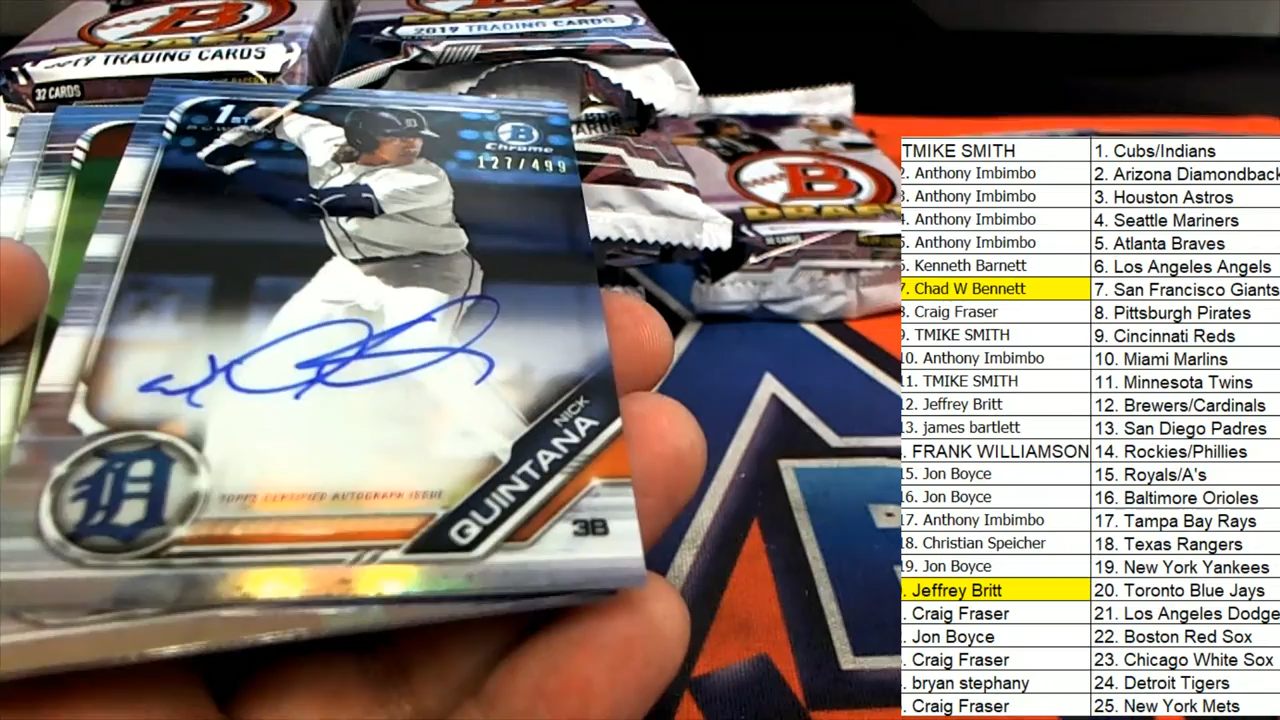 DRAFT
2019 TRADING CARDS
32 CARDS
2019 TRADING CARDS
B
DRAFT
1ST
BOWMAN
B
Chrome
127/499
D
TOPPS CERTIFIED AUTOGRAPH ISSUE
NICK
QUINTANA
3B
TMIKE SMITH 1. Cubs/Indians
2. Anthony Imbimbo 2. Arizona Diamondback
3. Anthony Imbimbo 3. Houston Astros
4. Anthony Imbimbo 4. Seattle Mariners
5. Anthony Imbimbo 5. Atlanta Braves
6. Kenneth Barnett 6. Los Angeles Angels
7. Chad W Bennett 7. San Francisco Giants
8. Craig Fraser 8. Pittsburgh Pirates
9. TMIKE SMITH 9. Cincinnati Reds
10. Anthony Imbimbo 10. Miami Marlins
11. TMIKE SMITH 11. Minnesota Twins
12. Jeffrey Britt 12. Brewers/Cardinals
13. james bartlett 13. San Diego Padres
. FRANK WILLIAMSON 14. Rockies/Phillies
15. Jon Boyce 15. Royals/A's
16. Jon Boyce 16. Baltimore Orioles
17. Anthony Imbimbo 17. Tampa Bay Rays
18. Christian Speicher 18. Texas Rangers
19. Jon Boyce 19. New York Yankees
. Jeffrey Britt 20. Toronto Blue Jays
. Craig Fraser 21. Los Angeles Dodge
. Jon Boyce 22. Boston Red Sox
. Craig Fraser 23. Chicago White Sox
. bryan stephany 24. Detroit Tigers
. Craig Fraser 25. New York Mets